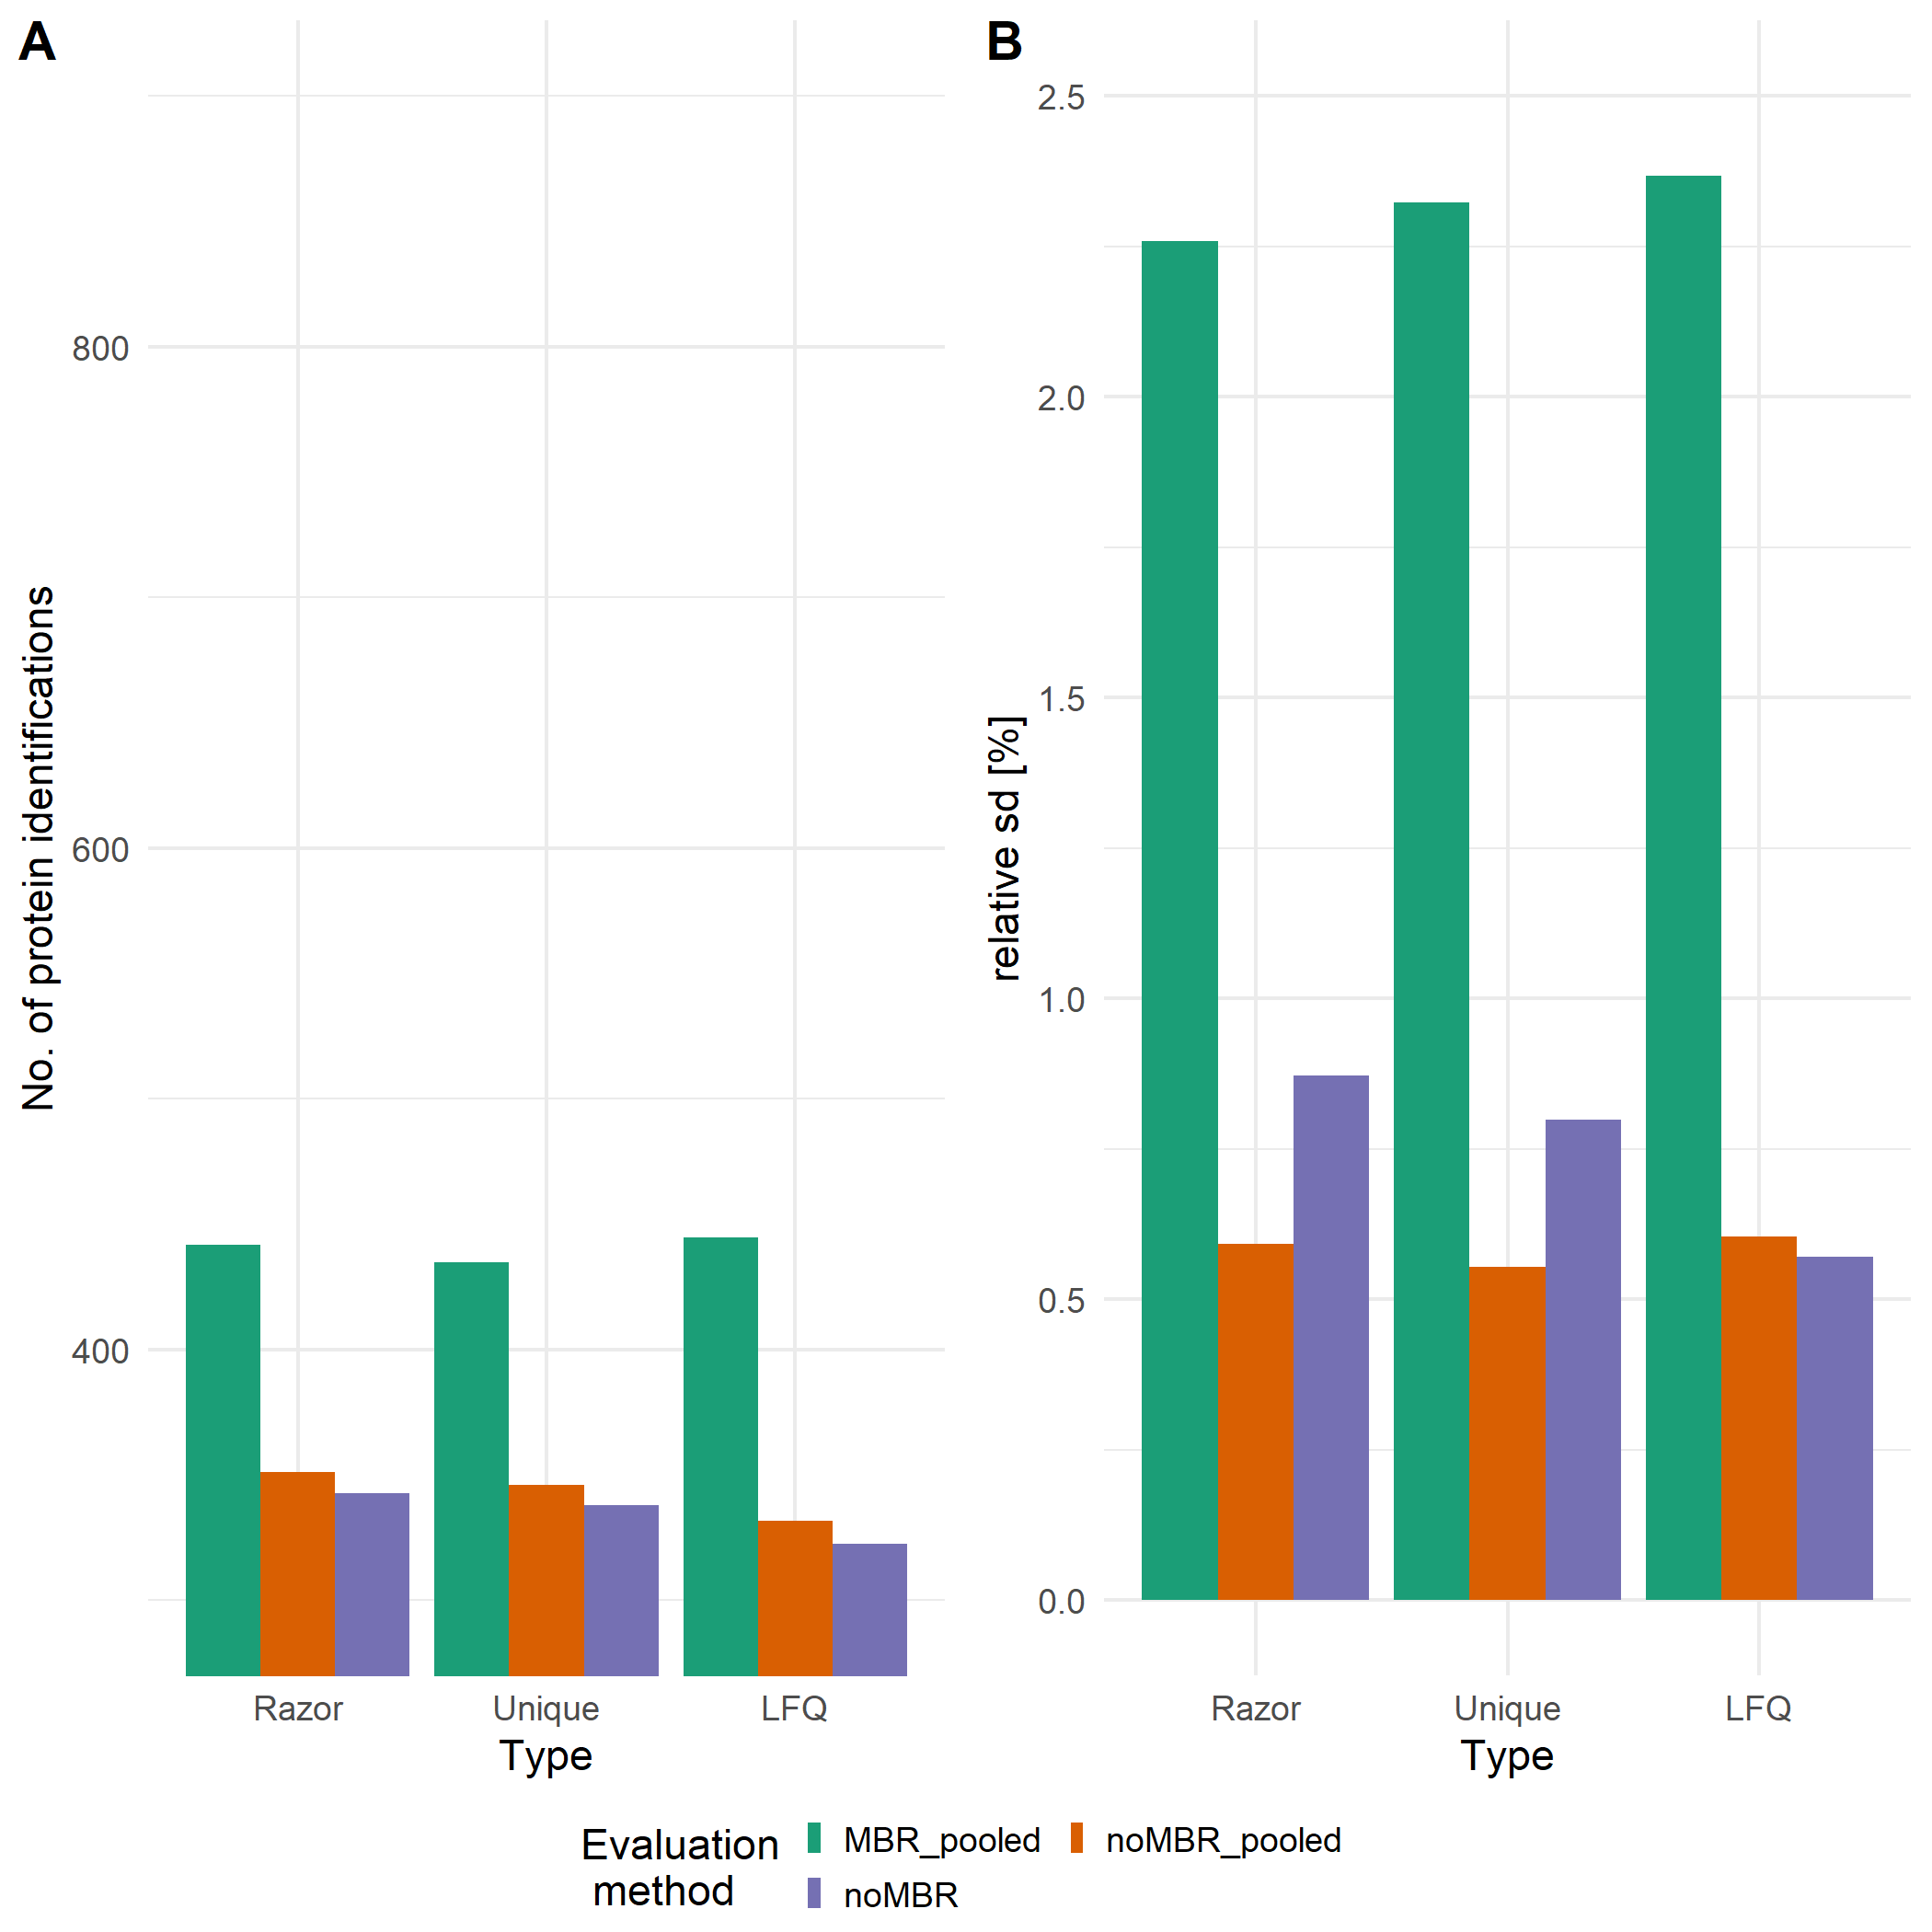 A
No. of protein identifications
800
600
400
Razor
Unique
LFQ
Type
B
relative sd [%]
2.5
2.0
1.5
1.0
0.5
0.0
Razor
Unique
LFQ
Type
Evaluation
method
MBR_pooled
noMBR_pooled
noMBR